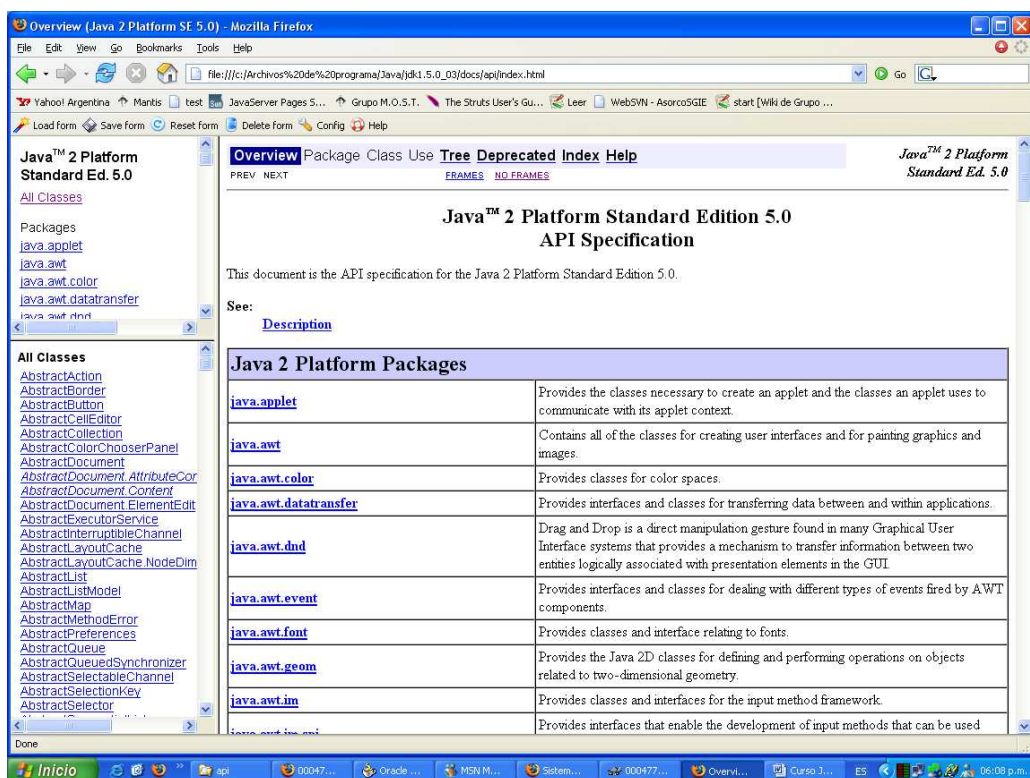 Overview (Java 2 Platform SE 5.0) - Mozilla Firefox
File Edit View Go Bookmarks Tools Help
file:///c:/Archivos%20de%20programa/Java/jdk1.5.0_03/docs/api/index.html
Go
Yahoo! Argentina Mantis test JavaServer Pages S... Grupo M.O.S.T. The Struts User's Gu... Leer WebSVN - AsorcoSGIE start [Wiki de Grupo ...
Load form Save form Reset form Delete form Config Help
Java™ 2 Platform
Standard Ed. 5.0
All Classes
Packages
java.applet
java.awt
java.awt.color
java.awt.datatransfer
java.awt.dnd
All Classes
AbstractAction
AbstractBorder
AbstractButton
AbstractCellEditor
AbstractCollection
AbstractColorChooserPanel
AbstractDocument
AbstractDocument.AttributeCon
AbstractDocument.Content
AbstractDocument.ElementEdit
AbstractExecutorService
AbstractInterruptibleChannel
AbstractLayoutCache
AbstractLayoutCache.NodeDim
AbstractList
AbstractListModel
AbstractMap
AbstractMethodError
AbstractPreferences
AbstractQueue
AbstractQueuedSynchronizer
AbstractSelectableChannel
AbstractSelectionKey
AbstractSelector
Overview Package Class Use Tree Deprecated Index Help
PREV NEXT FRAMES NO FRAMES
Java™ 2 Platform
Standard Ed. 5.0
Java™ 2 Platform Standard Edition 5.0
API Specification
This document is the API specification for the Java 2 Platform Standard Edition 5.0.
See:
Description
Java 2 Platform Packages
java.applet
Provides the classes necessary to create an applet and the classes an applet uses to
communicate with its applet context.
java.awt
Contains all of the classes for creating user interfaces and for painting graphics and
images.
java.awt.color
Provides classes for color spaces.
java.awt.datatransfer
Provides interfaces and classes for transferring data between and within applications.
java.awt.dnd
Drag and Drop is a direct manipulation gesture found in many Graphical User
Interface systems that provides a mechanism to transfer information between two
entities logically associated with presentation elements in the GUI.
java.awt.event
Provides interfaces and classes for dealing with different types of events fired by AWT
components.
java.awt.font
Provides classes and interface relating to fonts.
java.awt.geom
Provides the Java 2D classes for defining and performing operations on objects
related to two-dimensional geometry.
java.awt.im
Provides classes and interfaces for the input method framework.
java.awt.im.spi
Provides interfaces that enable the development of input methods that can be used
Done
Inicio api 00047... Oracle ... MSN M... Sistem... 000477... Overvi... Curso J... ES 06:08 p.m.